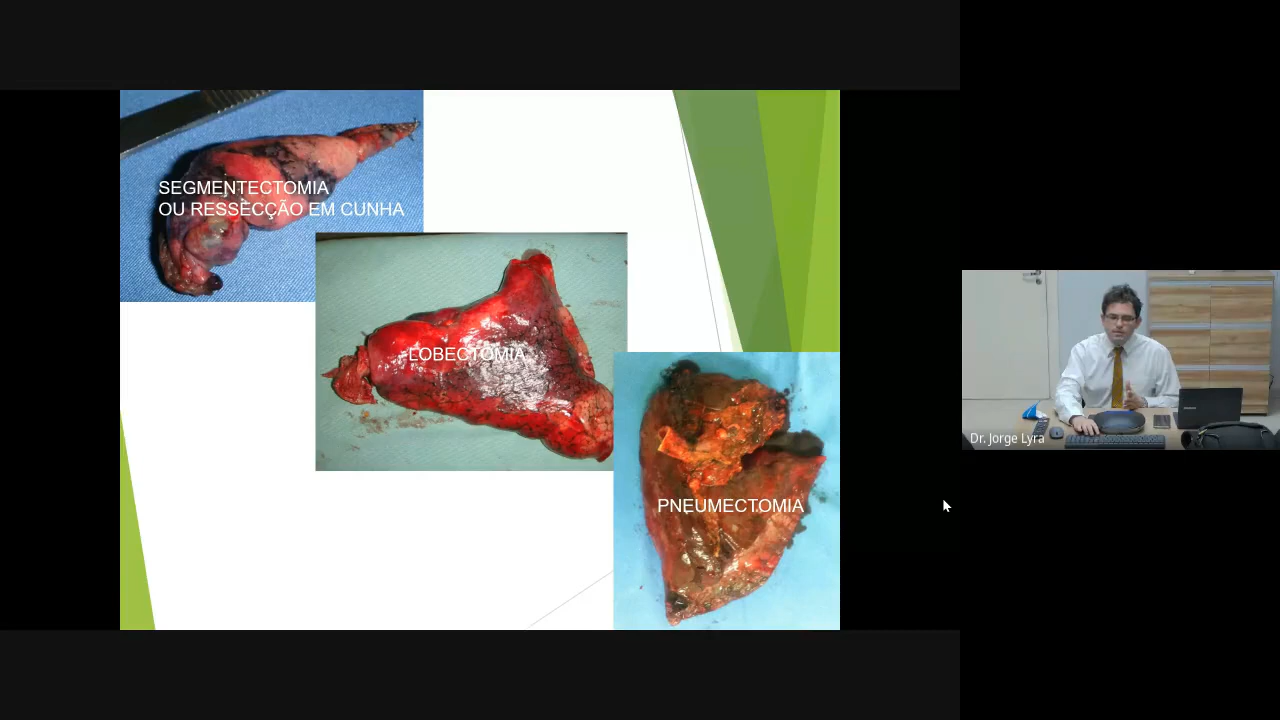 SEGMENTECTOMIA
OU RESSECÇÃO EM CUNHA
LOBECTOMIA
PNEUMECTOMIA
Dr. Jorge Lyra